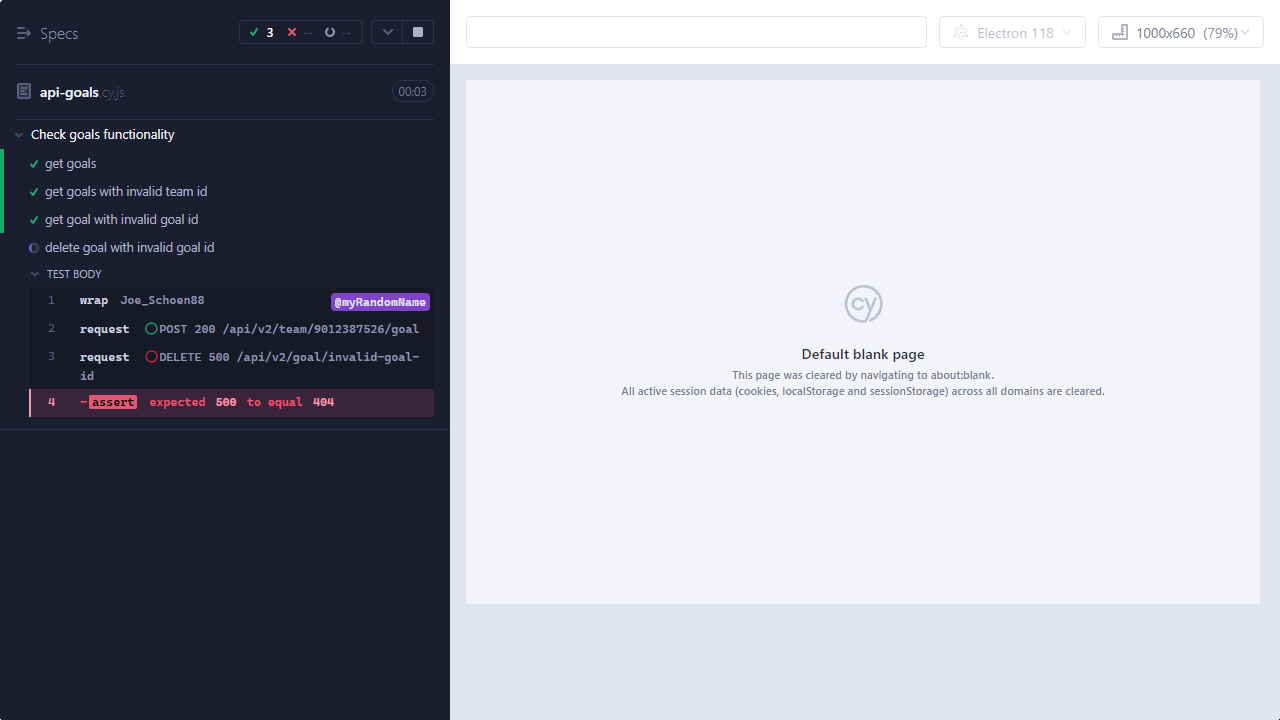 Specs
3
--
--
api-goals.cy.js
00:03
Check goals functionality
get goals
get goals with invalid team id
get goal with invalid goal id
delete goal with invalid goal id
TEST BODY
1 wrap Joe_Schoen88 @myRandomName
2 request POST 200 /api/v2/team/9012387526/goal
3 request DELETE 500 /api/v2/goal/invalid-goal-
id
4 -assert expected 500 to equal 404
Electron 118
1000x660 (79%)
cy
Default blank page
This page was cleared by navigating to about:blank.
All active session data (cookies, localStorage and sessionStorage) across all domains are cleared.